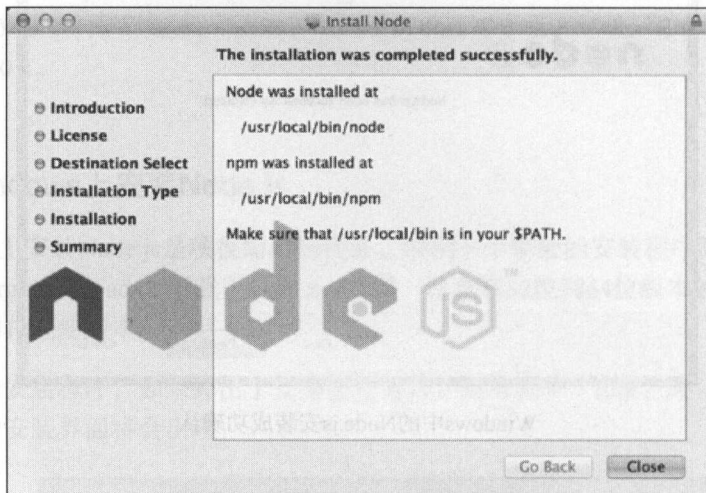 Install Node
The installation was completed successfully.
Introduction
License
Destination Select
Installation Type
Installation
Summary
Node was installed at
/usr/local/bin/node
npm was installed at
/usr/local/bin/npm
Make sure that /usr/local/bin is in your $PATH.
node JS™
Go Back
Close